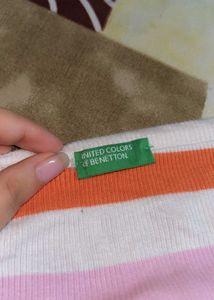 UNITED COLORS
OF BENETTON.